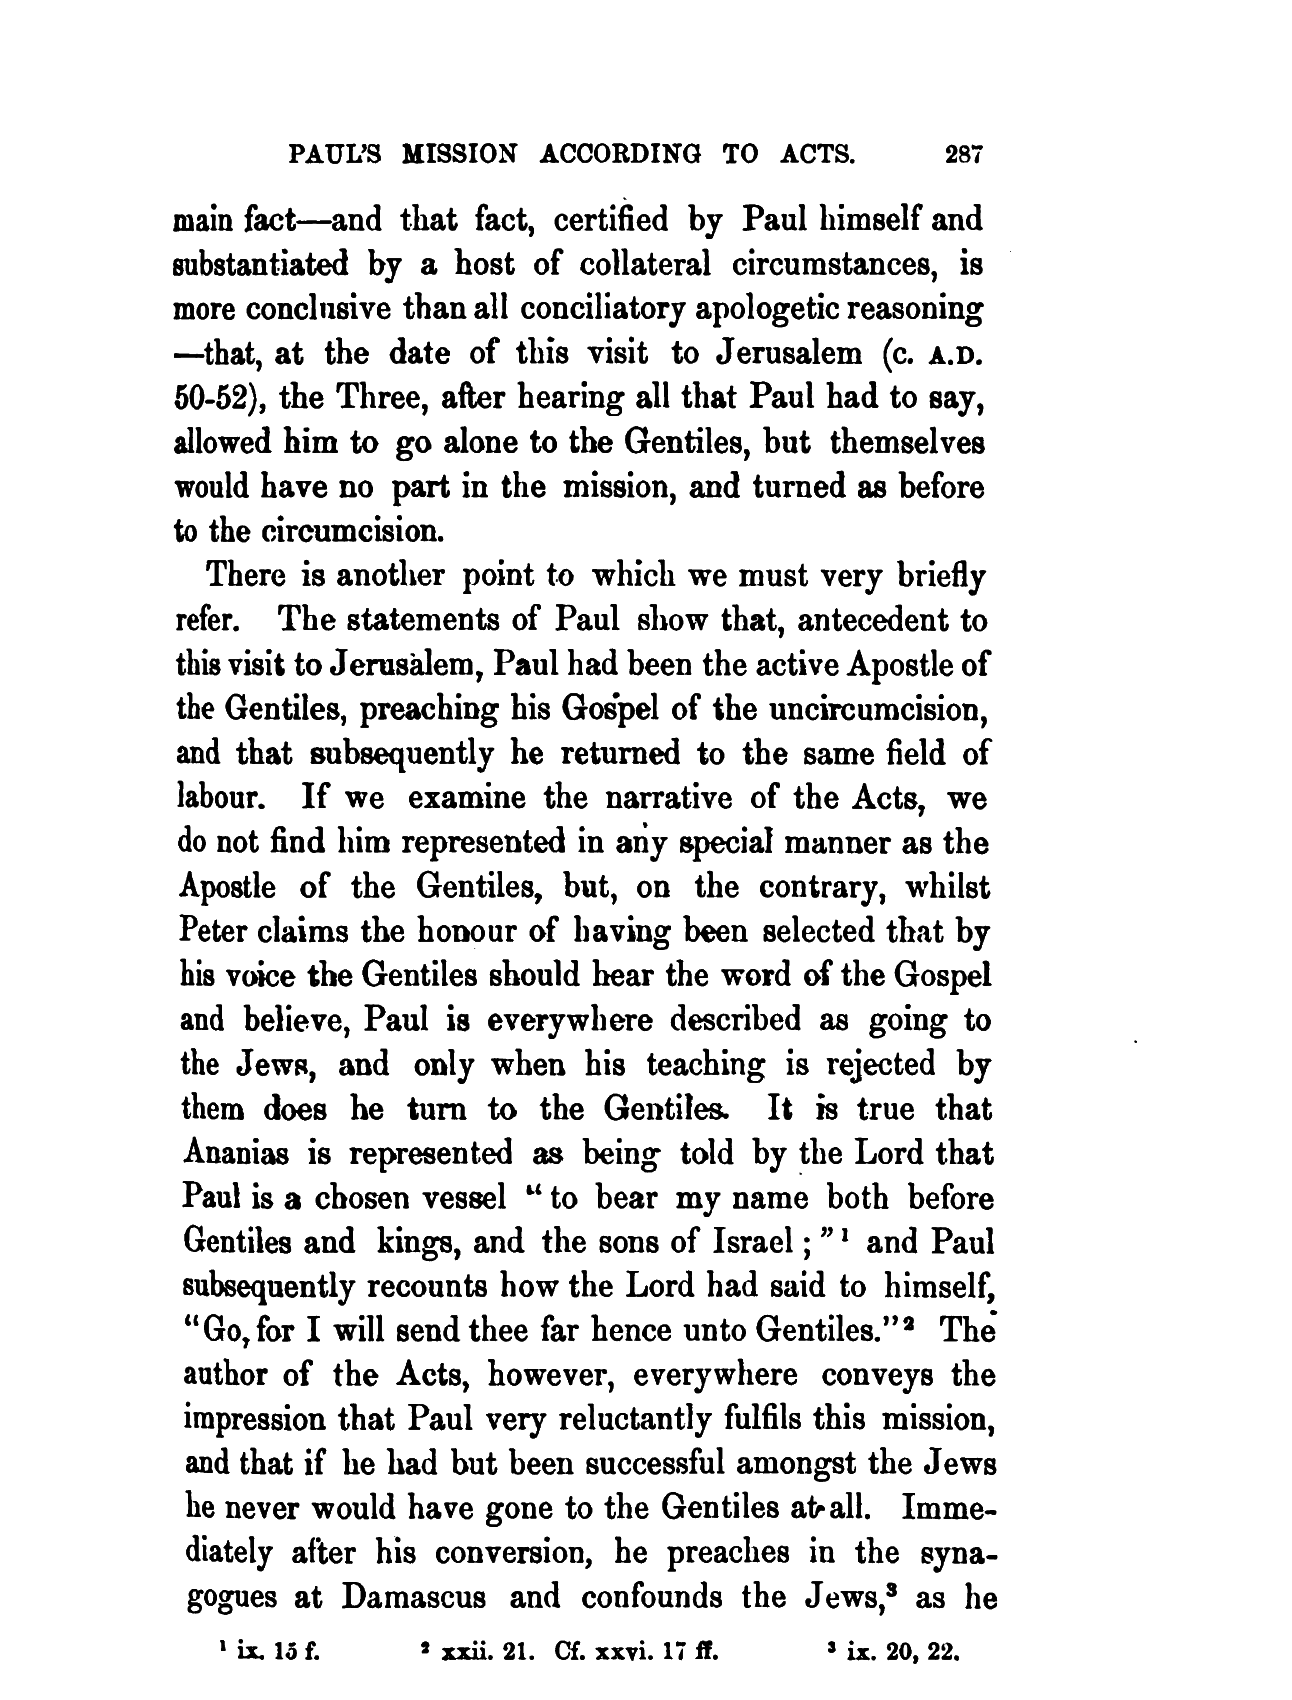 PAUL'S MISSION ACCORDING TO ACTS. 287
main fact—and that fact, certified by Paul himself and
substantiated by a host of collateral circumstances, is
more conclusive than all conciliatory apologetic reasoning
—that, at the date of this visit to Jerusalem (c. A.D.
50-52), the Three, after hearing all that Paul had to say,
allowed him to go alone to the Gentiles, but themselves
would have no part in the mission, and turned as before
to the circumcision.
There is another point to which we must very briefly
refer. The statements of Paul show that, antecedent to
this visit to Jerusalem, Paul had been the active Apostle of
the Gentiles, preaching his Gospel of the uncircumcision,
and that subsequently he returned to the same field of
labour. If we examine the narrative of the Acts, we
do not find him represented in any special manner as the
Apostle of the Gentiles, but, on the contrary, whilst
Peter claims the honour of having been selected that by
his voice the Gentiles should hear the word of the Gospel
and believe, Paul is everywhere described as going to
the Jews, and only when his teaching is rejected by
them does he turn to the Gentiles. It is true that
Ananias is represented as being told by the Lord that
Paul is a chosen vessel "to bear my name both before
Gentiles and kings, and the sons of Israel;"¹ and Paul
subsequently recounts how the Lord had said to himself,
"Go, for I will send thee far hence unto Gentiles."² The
author of the Acts, however, everywhere conveys the
impression that Paul very reluctantly fulfils this mission,
and that if he had but been successful amongst the Jews
he never would have gone to the Gentiles at all. Imme-
diately after his conversion, he preaches in the syna-
gogues at Damascus and confounds the Jews,³ as he
¹ ix. 15 f. ² xxii. 21. Cf. xxvi. 17 ff. ³ ix. 20, 22.